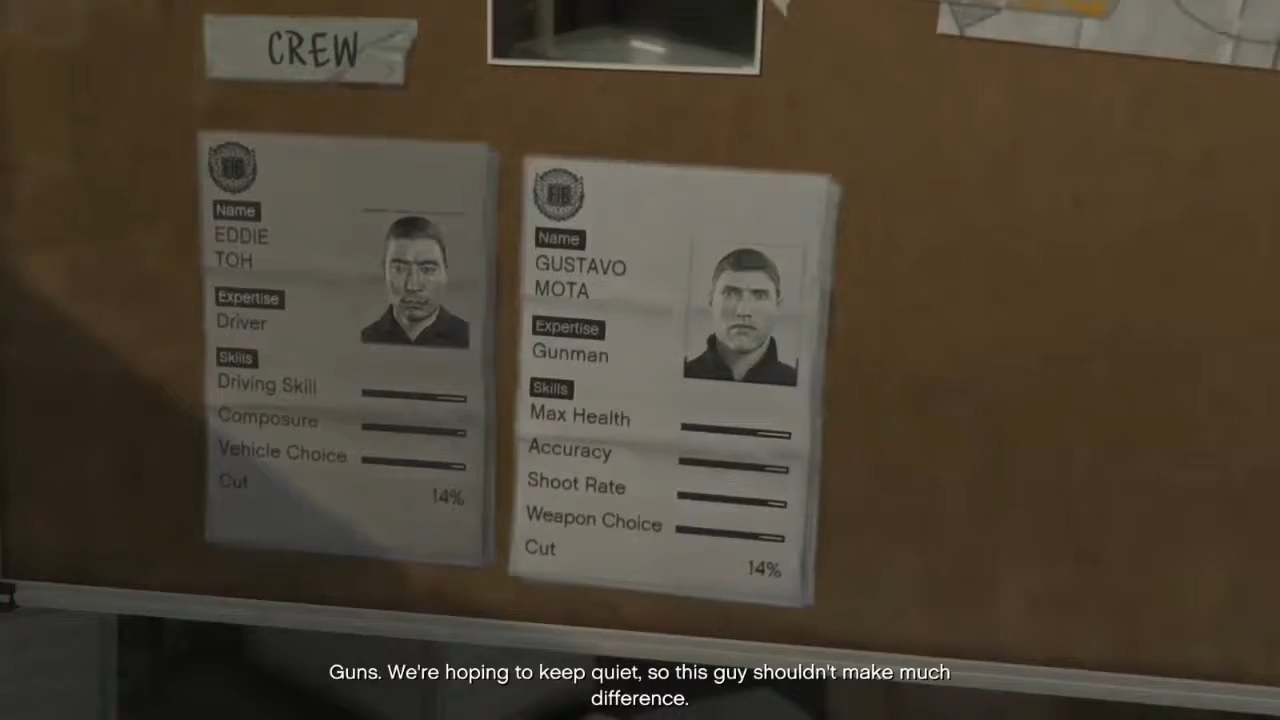 CREW
FIB
Name
EDDIE
TOH
Expertise
Driver
Skills
Driving Skill
Composure
Vehicle Choice
Cut
14%
FIB
Name
GUSTAVO
MOTA
Expertise
Gunman
Skills
Max Health
Accuracy
Shoot Rate
Weapon Choice
Cut
14%
Guns. We're hoping to keep quiet, so this guy shouldn't make much
difference.